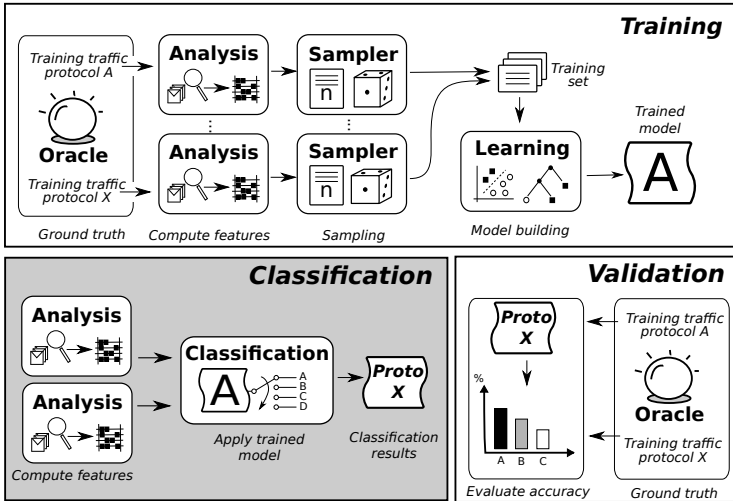 Training
Training traffic
protocol A
Oracle
Training traffic
protocol X
Ground truth
Analysis
Analysis
Compute features
Sampler
n
Sampler
n
Sampling
Training
set
Learning
Model building
Trained
model
A
Classification
Analysis
Analysis
Compute features
Classification
A
A
B
C
D
Apply trained
model
Proto
X
Classification
results
Validation
Proto
X
%
A B C
Evaluate accuracy
Training traffic
protocol A
Oracle
Training traffic
protocol X
Ground truth